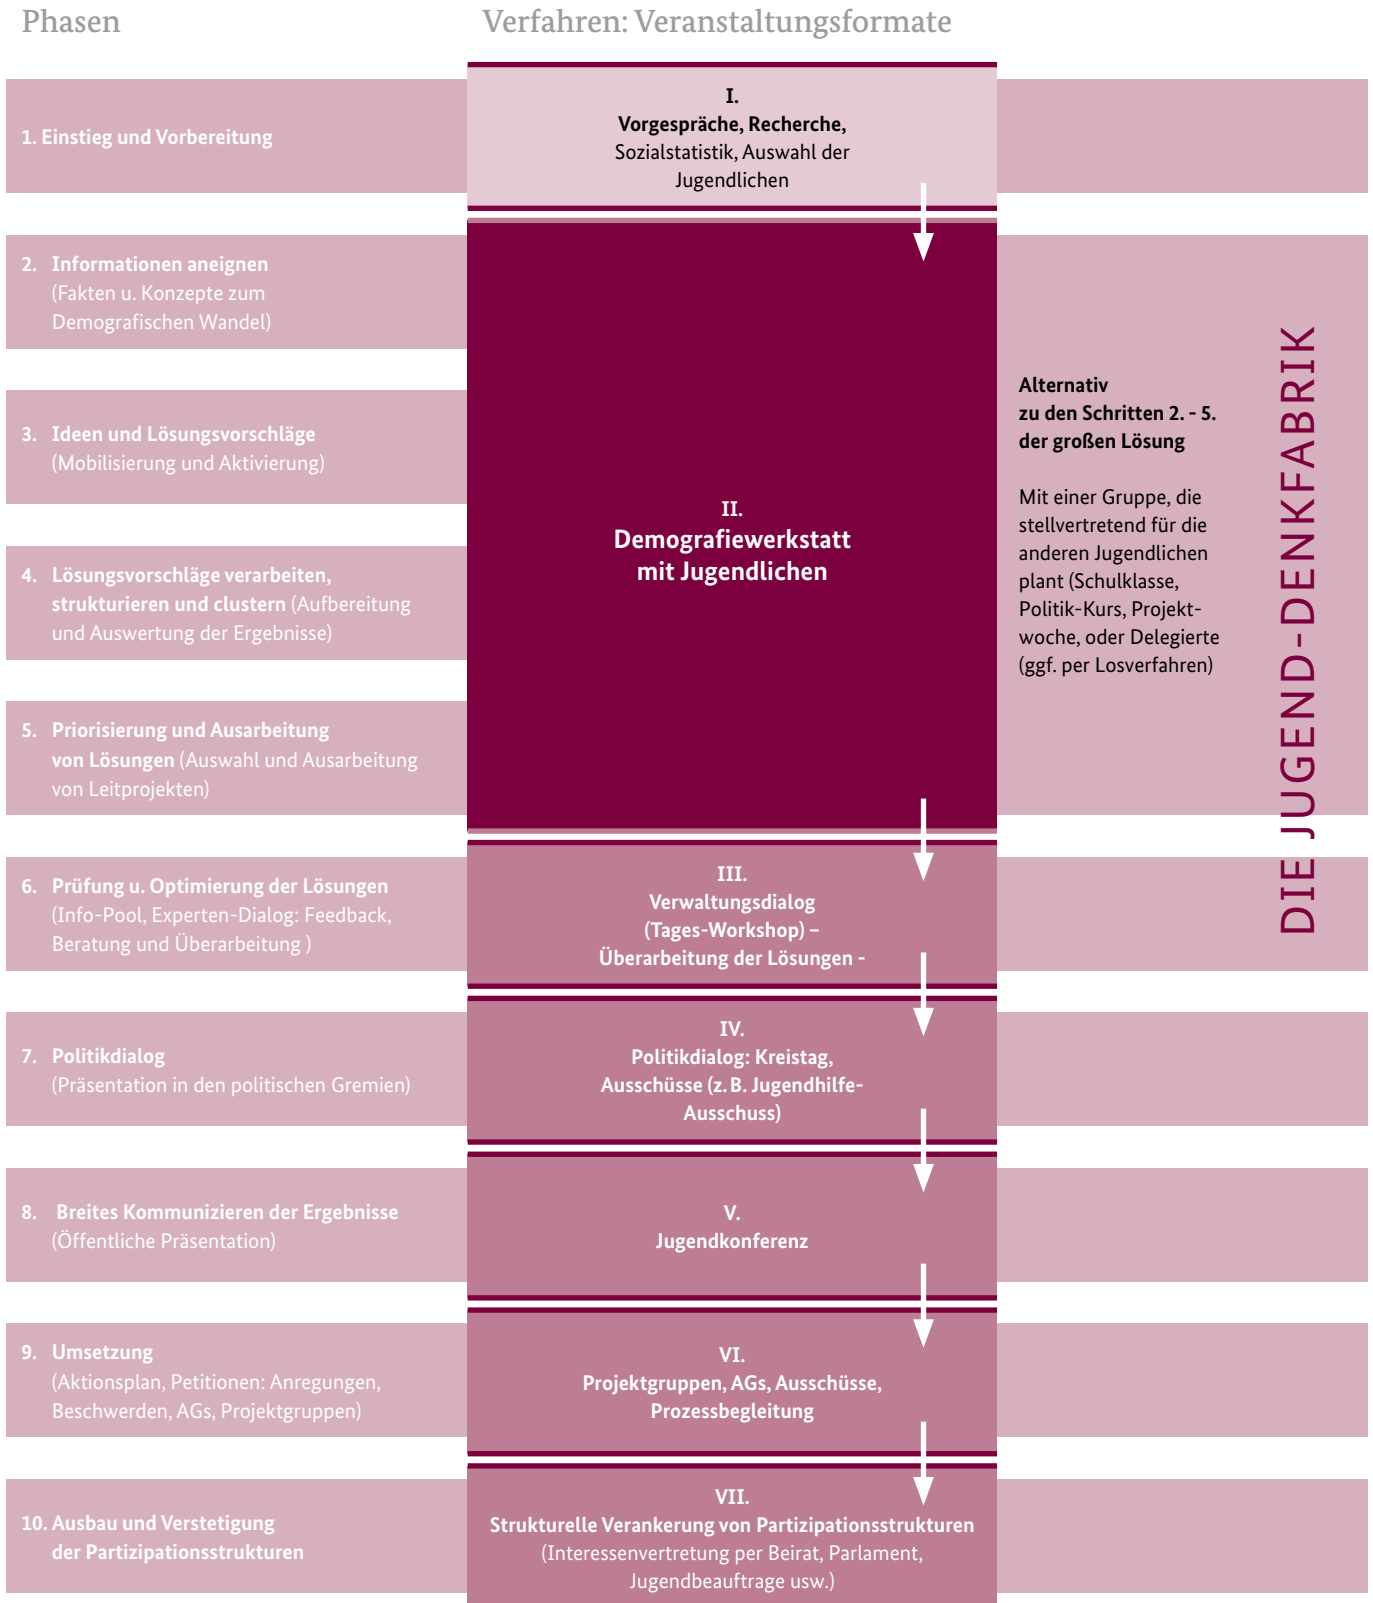 Phasen
Verfahren: Veranstaltungsformate
1. Einstieg und Vorbereitung
I.
Vorgespräche, Recherche,
Sozialstatistik, Auswahl der
Jugendlichen
2. Informationen aneignen
(Fakten u. Konzepte zum
Demografischen Wandel)
3. Ideen und Lösungsvorschläge
(Mobilisierung und Aktivierung)
4. Lösungsvorschläge verarbeiten,
strukturieren und clustern (Aufbereitung
und Auswertung der Ergebnisse)
5. Priorisierung und Ausarbeitung
von Lösungen (Auswahl und Ausarbeitung
von Leitprojekten)
II.
Demografiewerkstatt
mit Jugendlichen
Alternativ
zu den Schritten 2. - 5.
der großen Lösung
Mit einer Gruppe, die
stellvertretend für die
anderen Jugendlichen
plant (Schulklasse,
Politik-Kurs, Projekt-
woche, oder Delegierte
(ggf. per Losverfahren)
DIE JUGEND-DENKFABRIK
6. Prüfung u. Optimierung der Lösungen
(Info-Pool, Experten-Dialog: Feedback,
Beratung und Überarbeitung )
III.
Verwaltungsdialog
(Tages-Workshop) –
Überarbeitung der Lösungen -
7. Politikdialog
(Präsentation in den politischen Gremien)
IV.
Politikdialog: Kreistag,
Ausschüsse (z. B. Jugendhilfe-
Ausschuss)
8. Breites Kommunizieren der Ergebnisse
(Öffentliche Präsentation)
V.
Jugendkonferenz
9. Umsetzung
(Aktionsplan, Petitionen: Anregungen,
Beschwerden, AGs, Projektgruppen)
VI.
Projektgruppen, AGs, Ausschüsse,
Prozessbegleitung
10. Ausbau und Verstetigung
der Partizipationsstrukturen
VII.
Strukturelle Verankerung von Partizipationsstrukturen
(Interessenvertretung per Beirat, Parlament,
Jugendbeauftrage usw.)